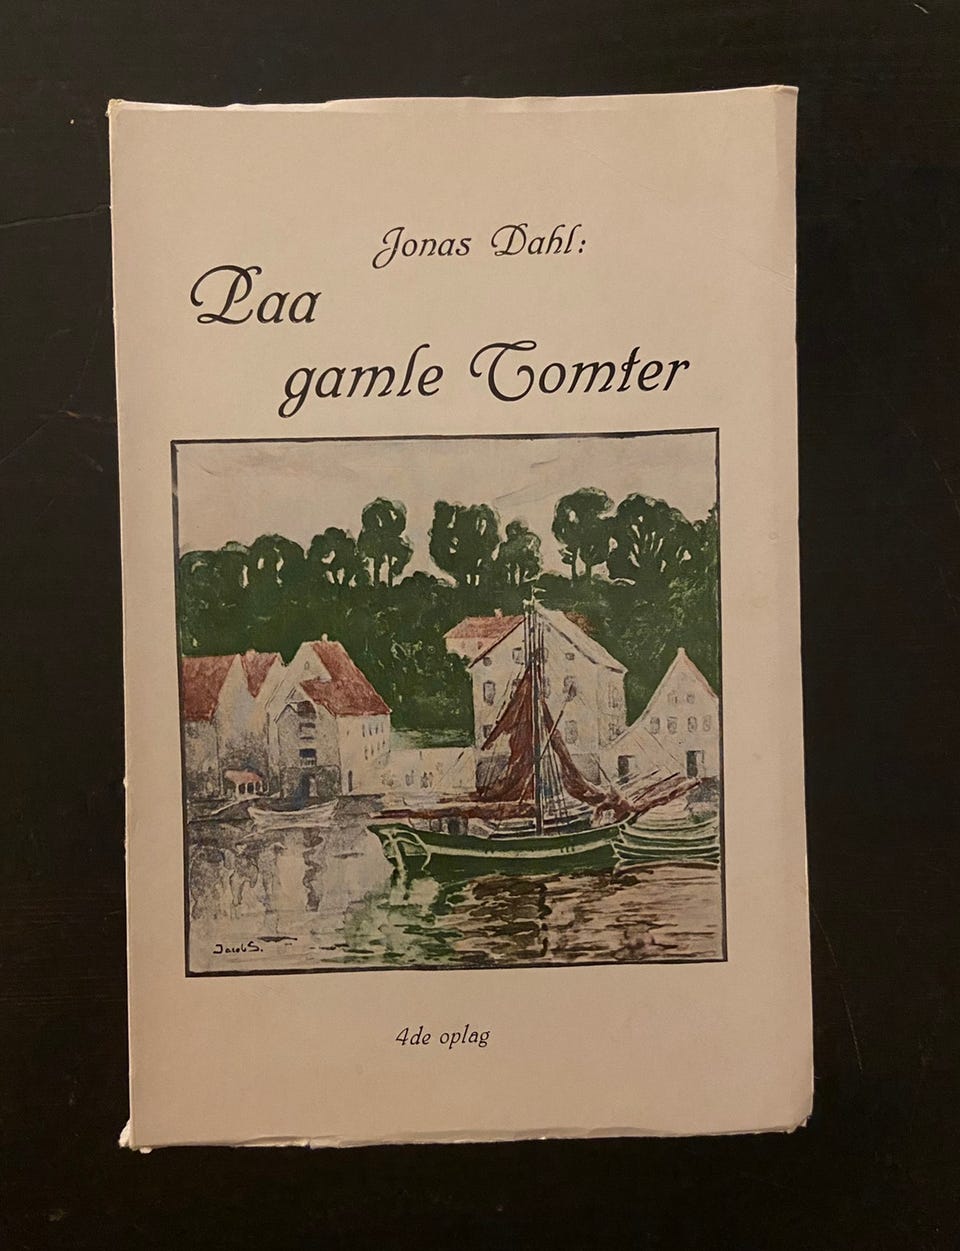 Jonas Dahl:
Paa
gamle Tomter
Jacob S.
4de oplag